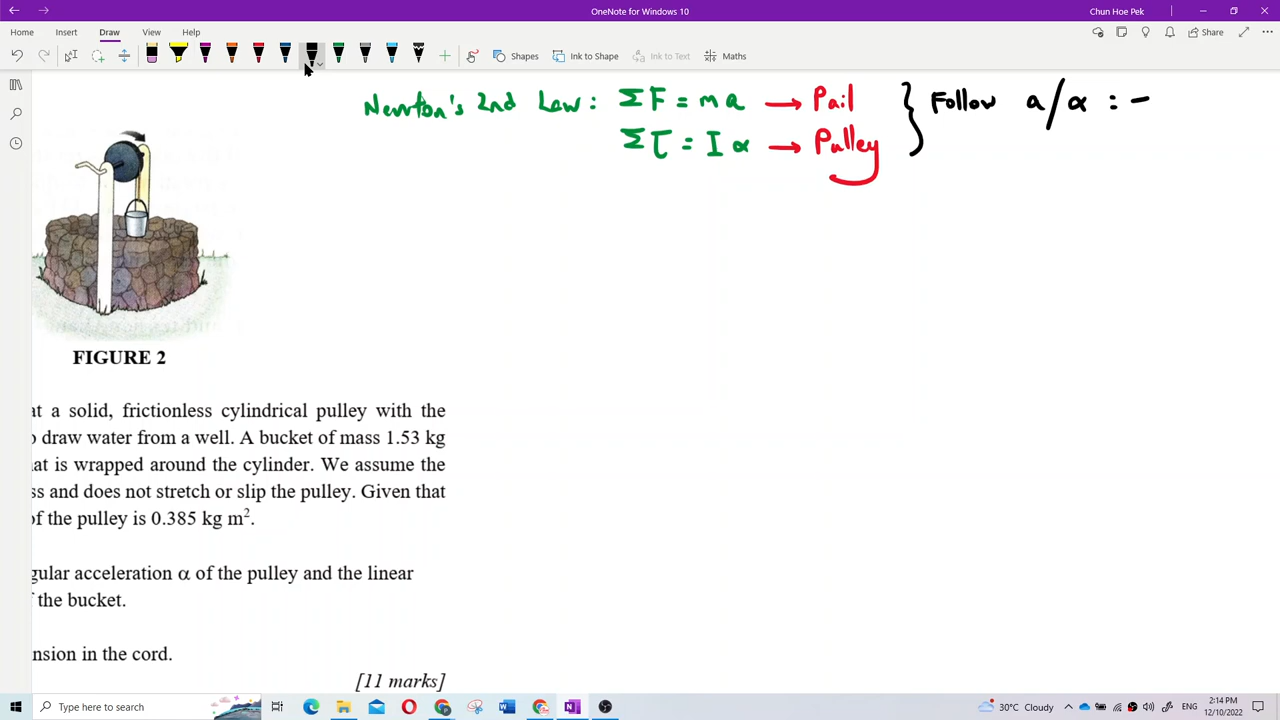 OneNote for Windows 10
Chun Hoe Pek
Home Insert Draw View Help
Share
Shapes Ink to Shape Ink to Text Maths
Newton's 2nd Law : ΣF = ma → Pail
Στ = Iα → Pulley
} Follow a/α : -
FIGURE 2
at a solid, frictionless cylindrical pulley with the
o draw water from a well. A bucket of mass 1.53 kg
at is wrapped around the cylinder. We assume the
ss and does not stretch or slip the pulley. Given that
of the pulley is 0.385 kg m².
gular acceleration α of the pulley and the linear
f the bucket.
nsion in the cord.
[11 marks]
Type here to search
30°C Cloudy
ENG
2:14 PM
12/10/2022